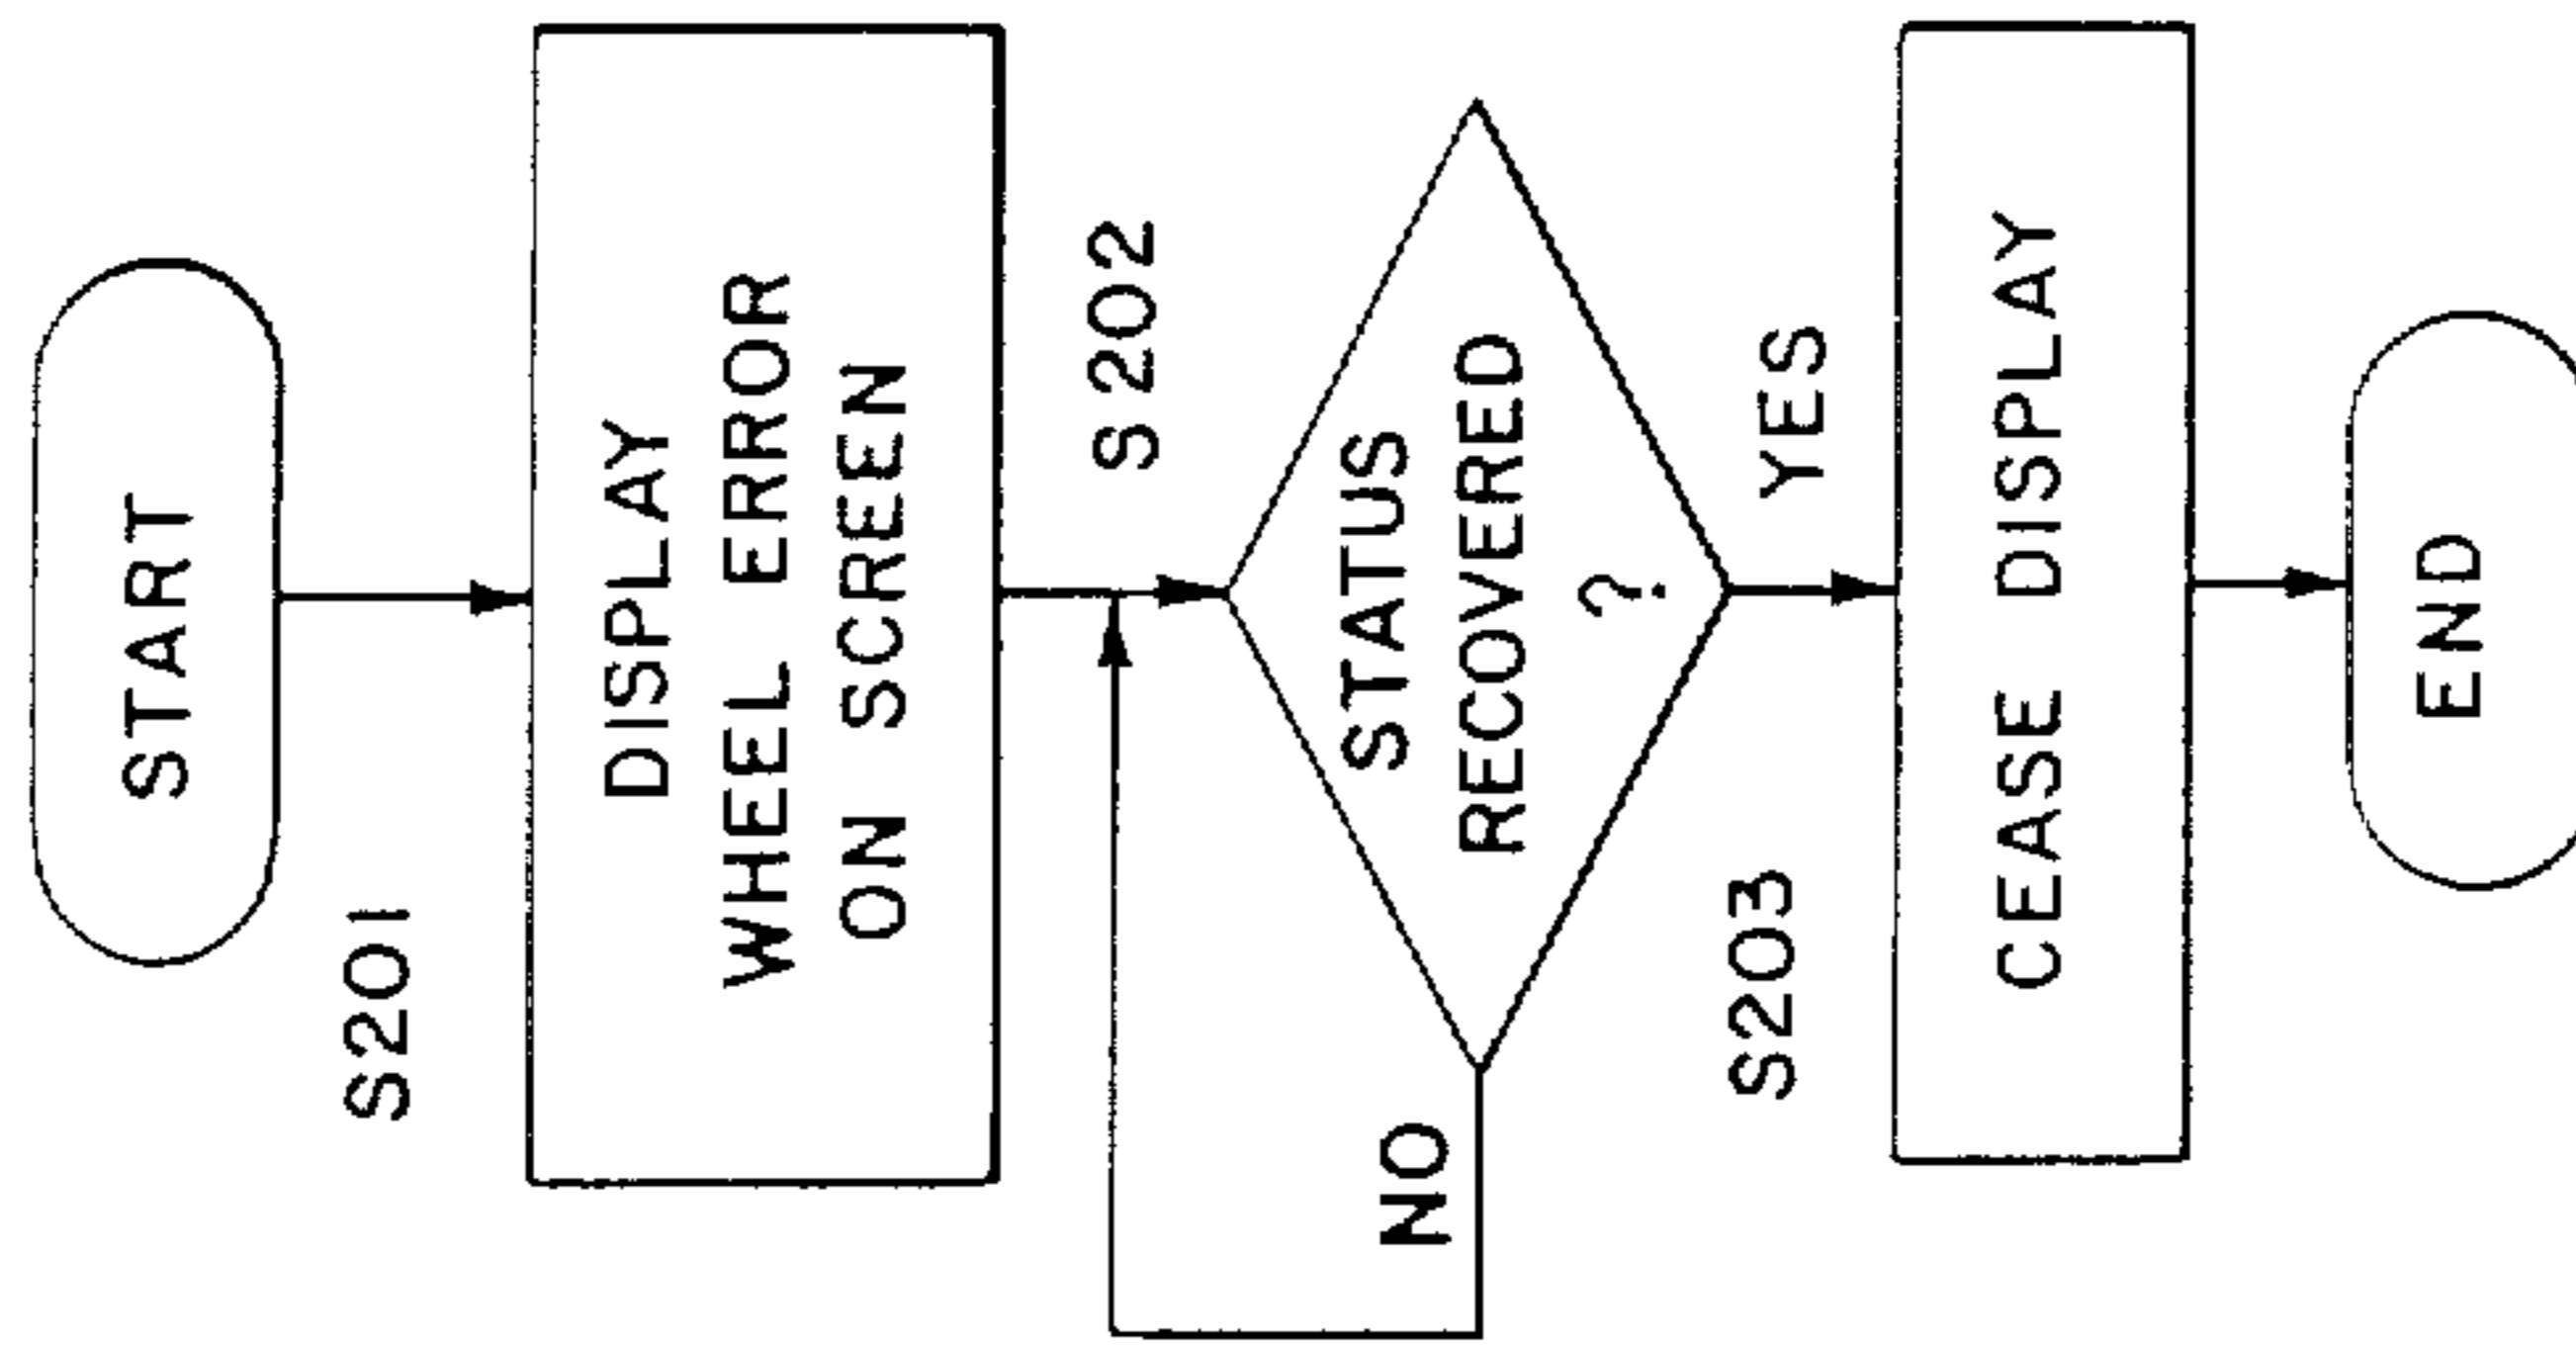 START
S201
DISPLAY
WHEEL ERROR
ON SCREEN
S202
STATUS
RECOVERED
?
NO
YES
S203
CEASE DISPLAY
END